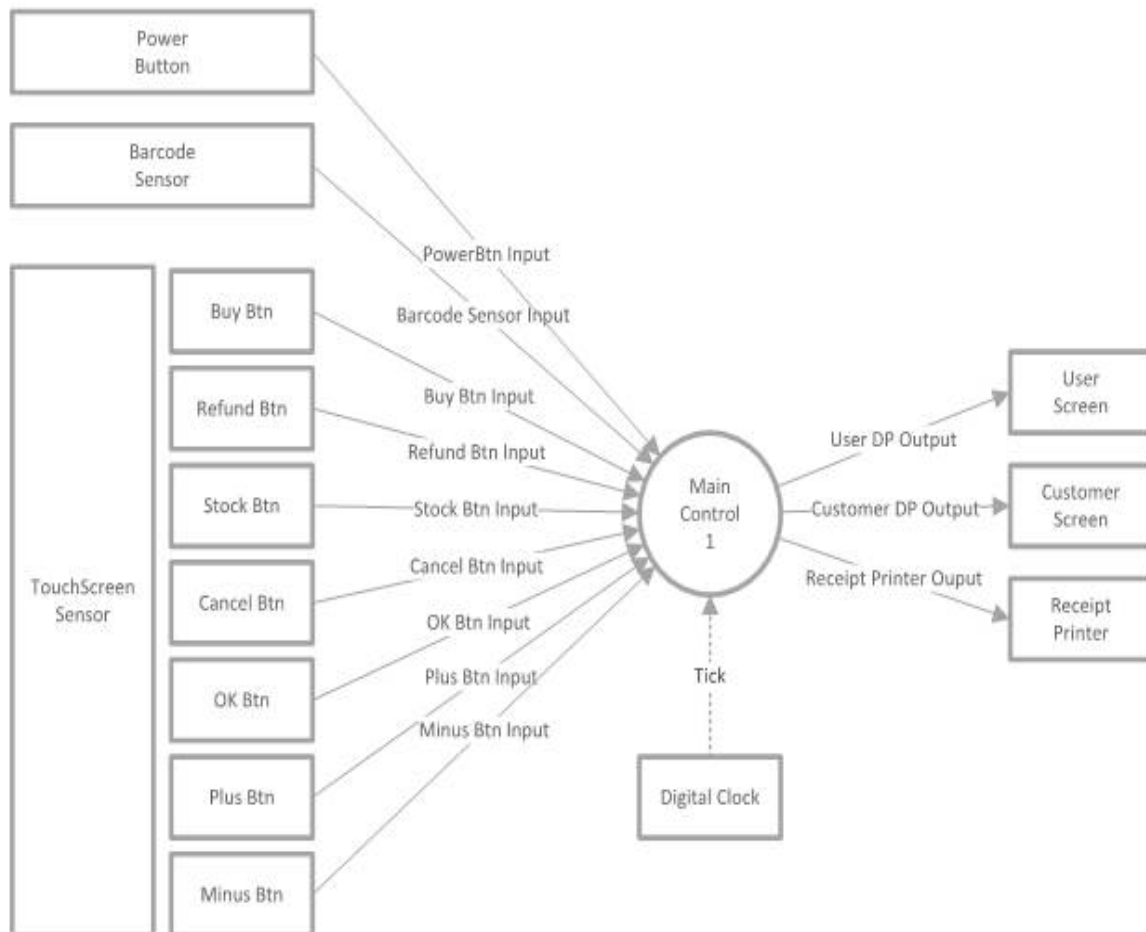 Power
Button
Barcode
Sensor
PowerBtn Input
Barcode Sensor Input
TouchScreen
Sensor
Buy Btn
Refund Btn
Stock Btn
Cancel Btn
OK Btn
Plus Btn
Minus Btn
Buy Btn Input
Refund Btn Input
Stock Btn Input
Cancel Btn Input
OK Btn Input
Plus Btn Input
Minus Btn Input
Main
Control
1
Tick
Digital Clock
User DP Output
Customer DP Output
Receipt Printer Ouput
User
Screen
Customer
Screen
Receipt
Printer